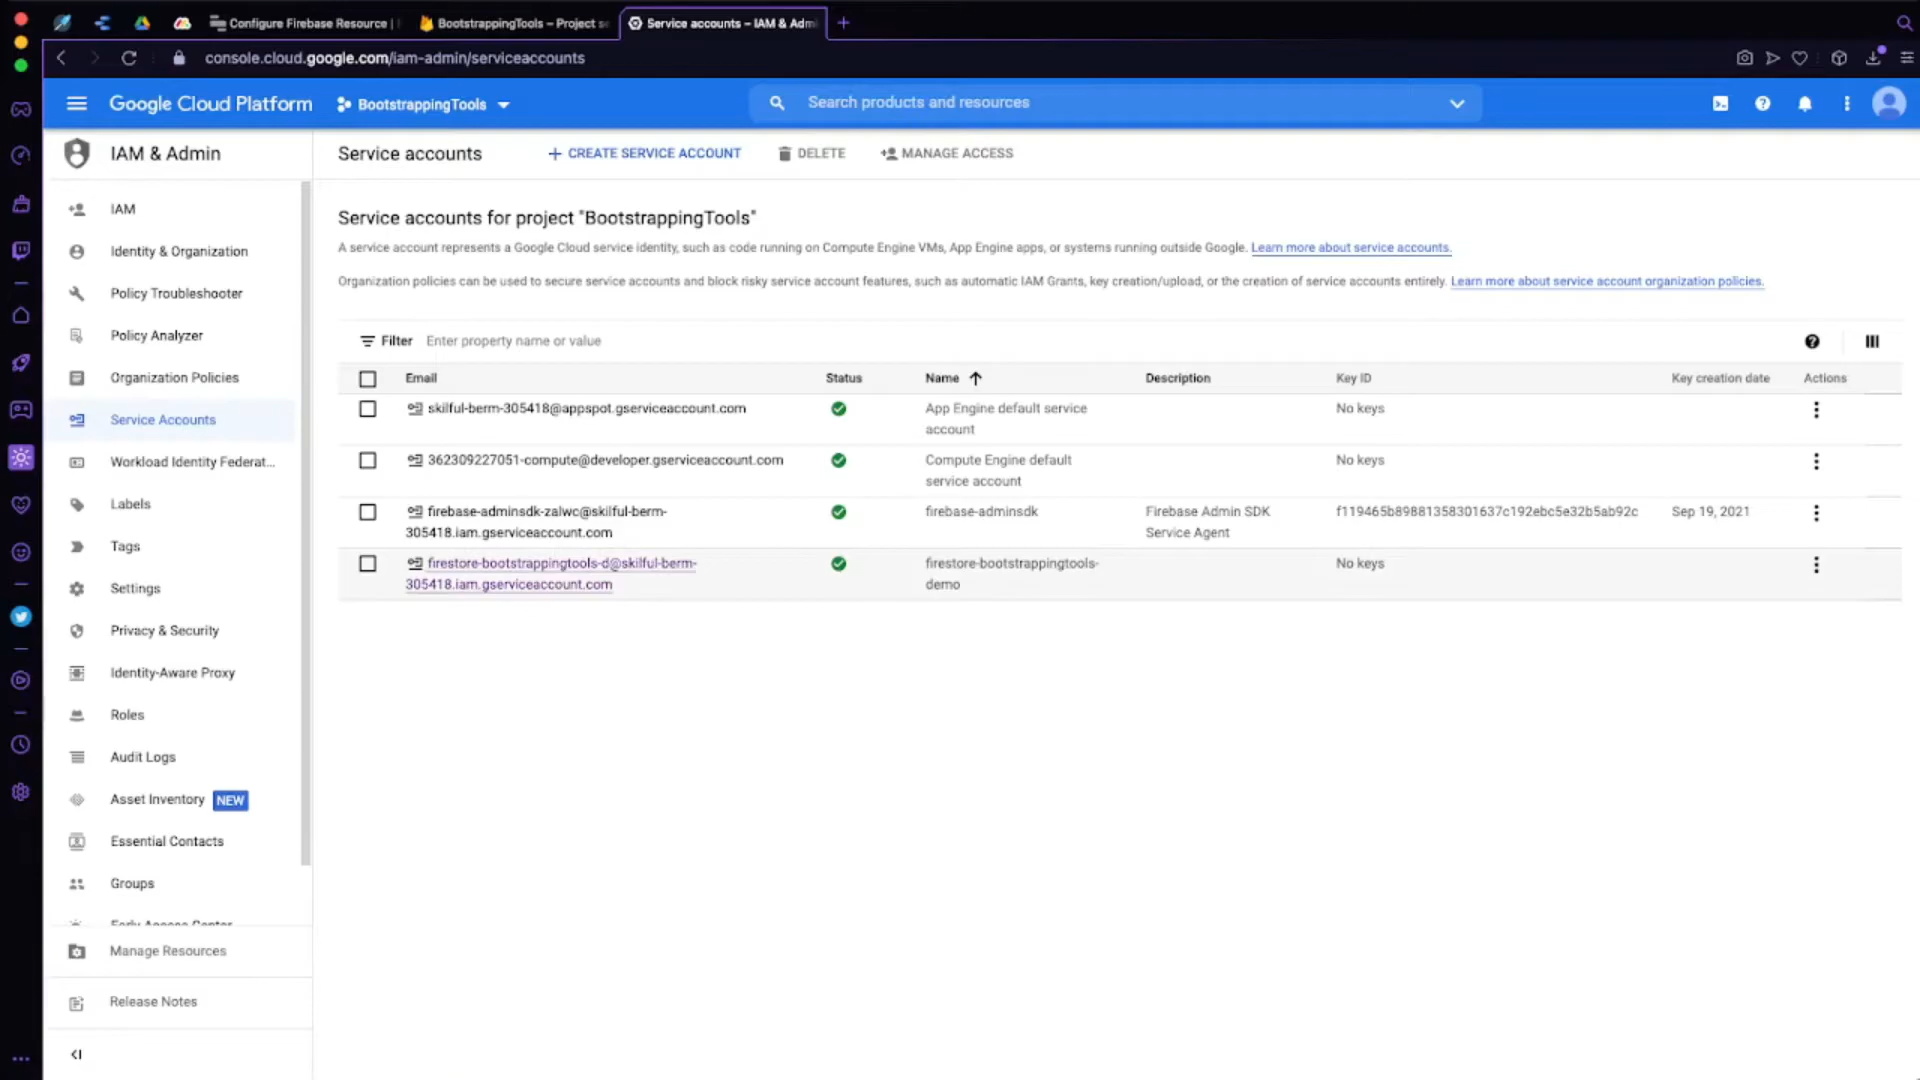 Configure Firebase Resource |
BootstrappingTools – Project se
Service accounts – IAM & Adm
console.cloud.google.com/iam-admin/serviceaccounts
Google Cloud Platform
BootstrappingTools
Search products and resources
IAM & Admin
Service accounts
CREATE SERVICE ACCOUNT
DELETE
MANAGE ACCESS
IAM
Identity & Organization
Policy Troubleshooter
Policy Analyzer
Organization Policies
Service Accounts
Workload Identity Federat...
Labels
Tags
Settings
Privacy & Security
Identity-Aware Proxy
Roles
Audit Logs
Asset Inventory NEW
Essential Contacts
Groups
Early Access Center
Manage Resources
Release Notes
Service accounts for project "BootstrappingTools"
A service account represents a Google Cloud service identity, such as code running on Compute Engine VMs, App Engine apps, or systems running outside Google. Learn more about service accounts.
Organization policies can be used to secure service accounts and block risky service account features, such as automatic IAM Grants, key creation/upload, or the creation of service accounts entirely. Learn more about service account organization policies.
Filter Enter property name or value
Email Status Name Description Key ID Key creation date Actions
skilful-berm-305418@appspot.gserviceaccount.com App Engine default service No keys
account
362309227051-compute@developer.gserviceaccount.com Compute Engine default No keys
service account
firebase-adminsdk-zalwc@skilful-berm- firebase-adminsdk Firebase Admin SDK f119465b89881358301637c192ebc5e32b5ab92c Sep 19, 2021
305418.iam.gserviceaccount.com Service Agent
firestore-bootstrappingtools-d@skilful-berm- firestore-bootstrappingtools- No keys
305418.iam.gserviceaccount.com demo